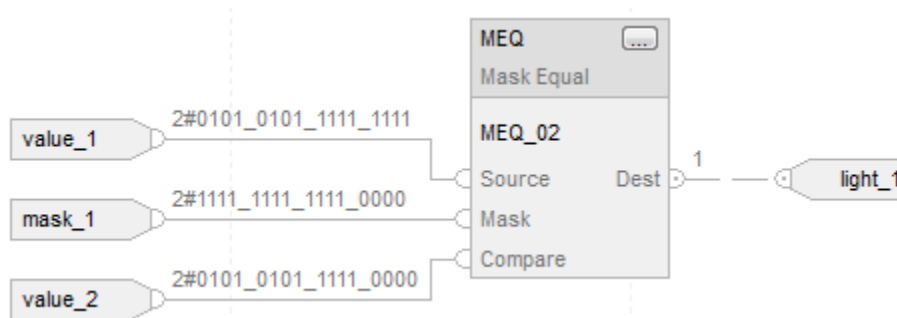 MEQ ...
Mask Equal
2#0101_0101_1111_1111
value_1
MEQ_02
1
Source Dest
light_1
2#1111_1111_1111_0000
mask_1
Mask
Compare
2#0101_0101_1111_0000
value_2